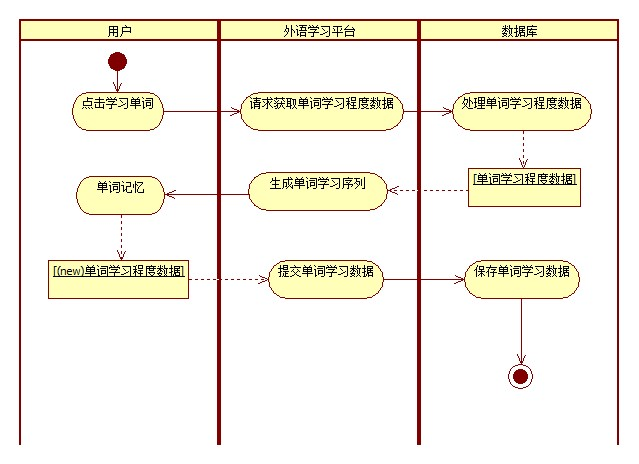 用户
外语学习平台
数据库
点击学习单词
请求获取单词学习程度数据
处理单词学习程度数据
单词记忆
生成单词学习序列
[单词学习程度数据]
[(new)单词学习程度数据]
提交单词学习数据
保存单词学习数据